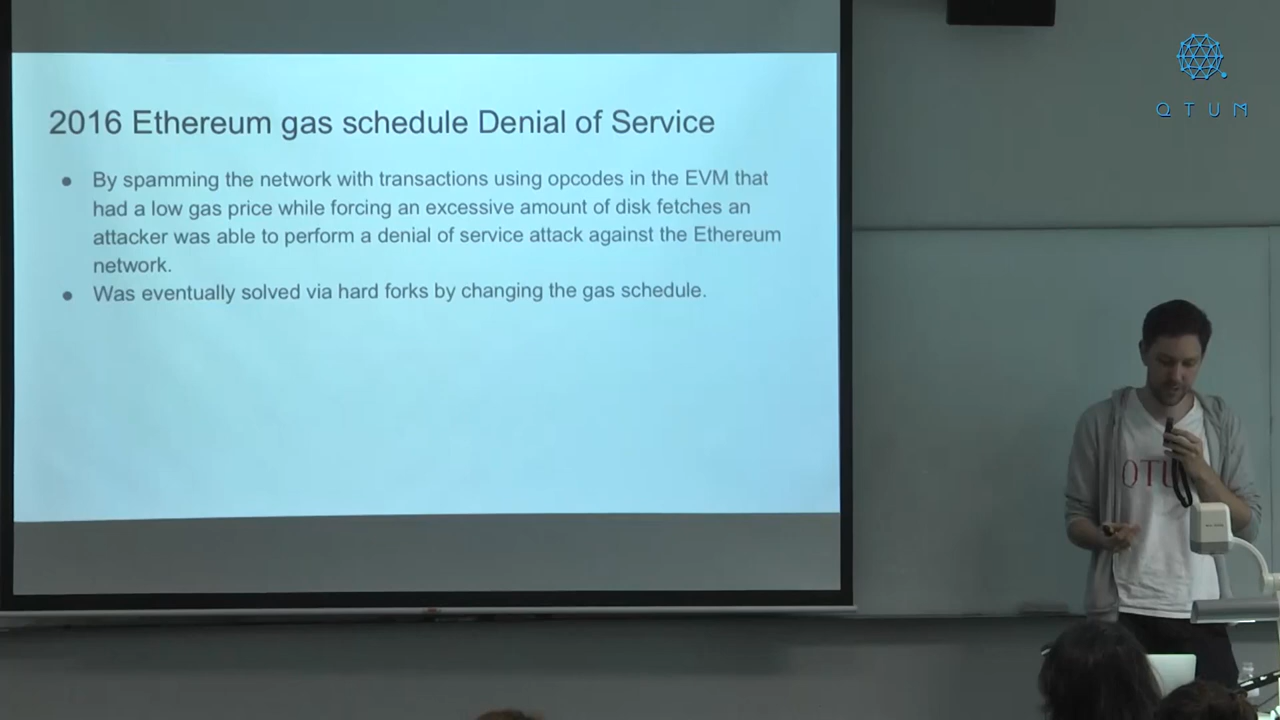 2016 Ethereum gas schedule Denial of Service
● By spamming the network with transactions using opcodes in the EVM that
had a low gas price while forcing an excessive amount of disk fetches an
attacker was able to perform a denial of service attack against the Ethereum
network.
● Was eventually solved via hard forks by changing the gas schedule.
QTUM
QTU